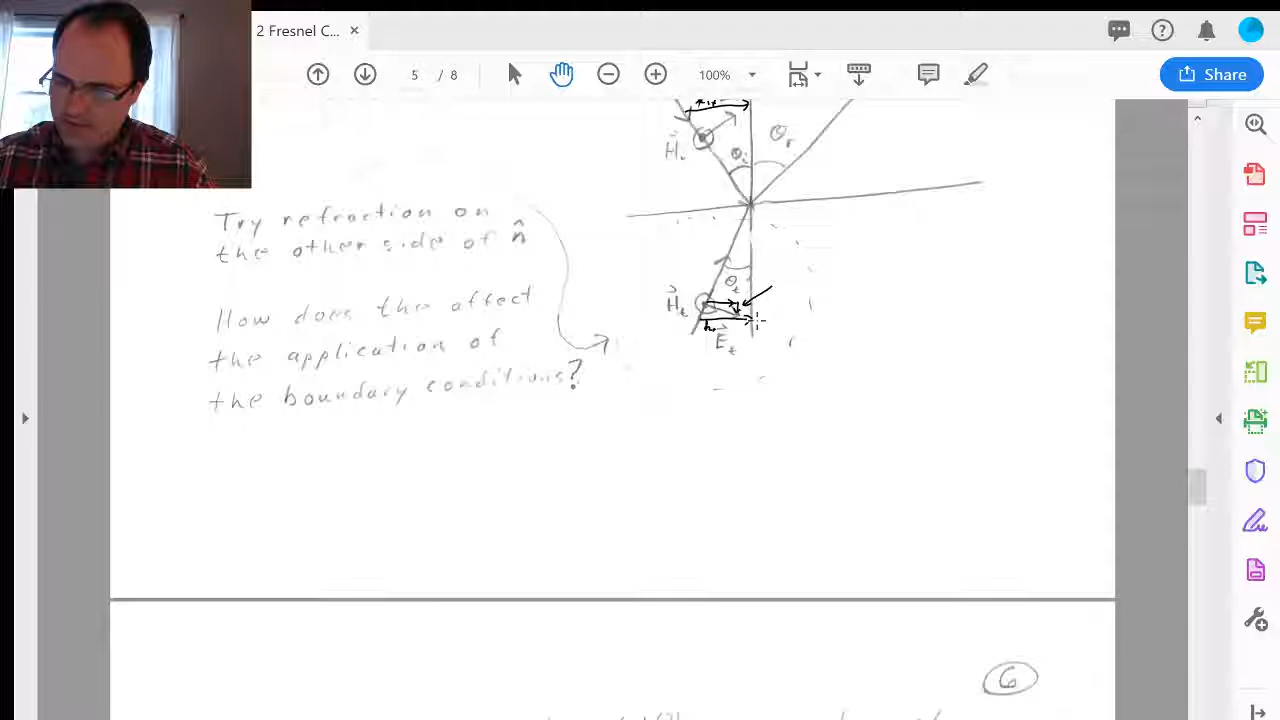 2 Fresnel C...
5 / 8
100%
Share
θr
θi
Try refraction on
the other side of n̂
How does the affect
the application of
the boundary conditions?
θt
H⃗t
E⃗t
6